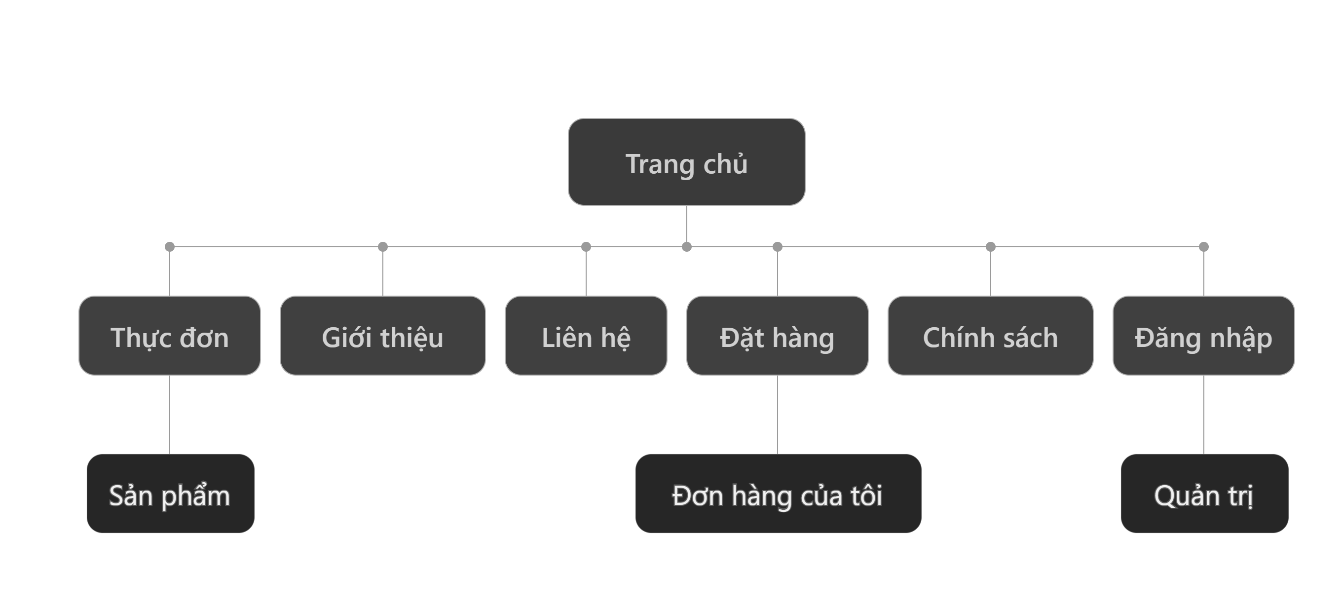 Trang chủ
Thực đơn
Giới thiệu
Liên hệ
Đặt hàng
Chính sách
Đăng nhập
Sản phẩm
Đơn hàng của tôi
Quản trị